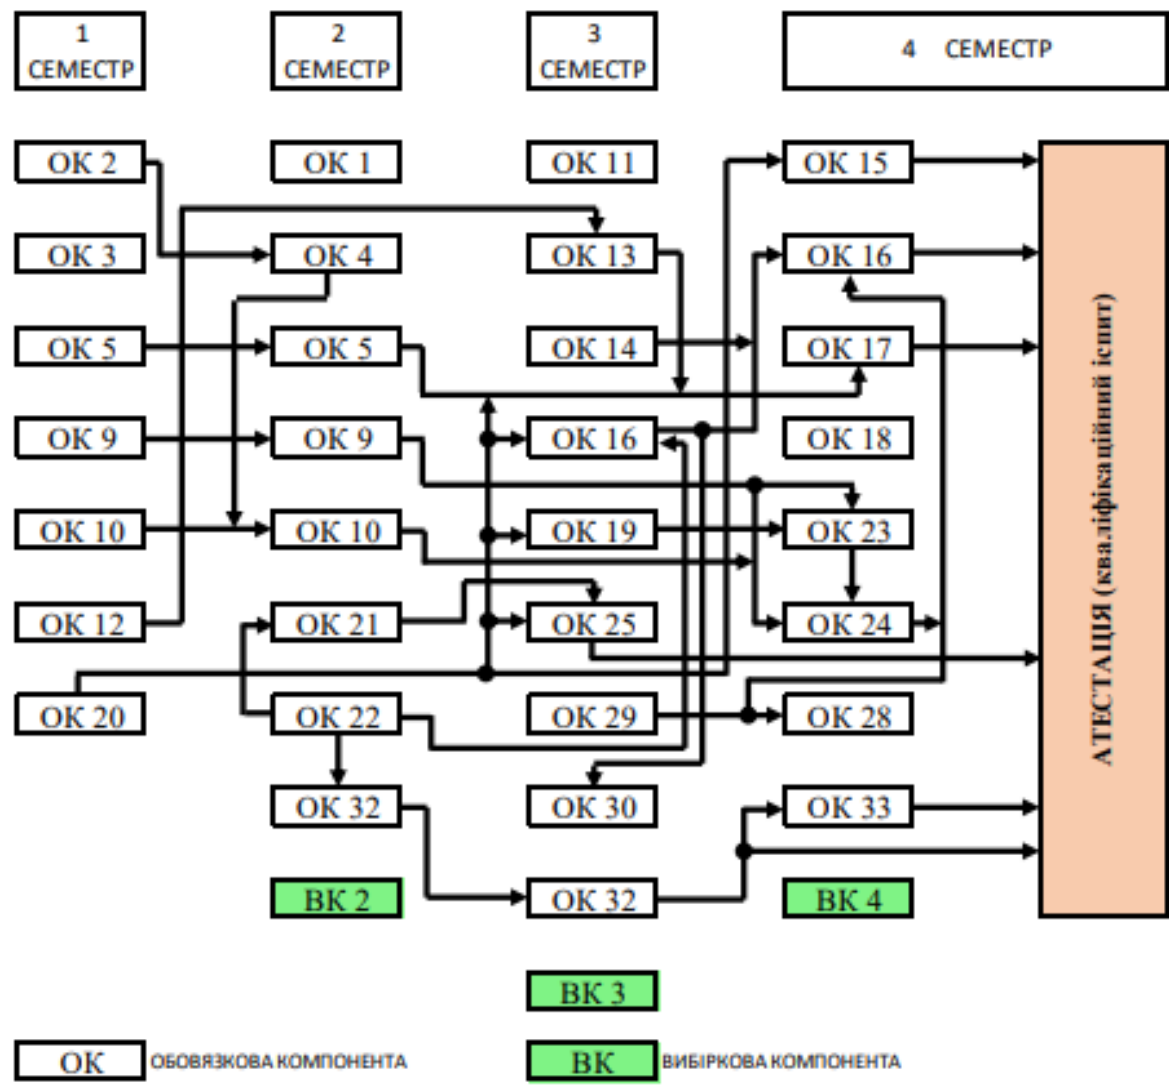 1
СЕМЕСТР
2
СЕМЕСТР
3
СЕМЕСТР
4 СЕМЕСТР
ОК 2
ОК 1
ОК 11
ОК 15
ОК 3
ОК 4
ОК 13
ОК 16
ОК 5
ОК 5
ОК 14
ОК 17
ОК 9
ОК 9
ОК 16
ОК 18
ОК 10
ОК 10
ОК 19
ОК 23
ОК 12
ОК 21
ОК 25
ОК 24
ОК 20
ОК 22
ОК 29
ОК 28
ОК 32
ОК 30
ОК 33
ВК 2
ОК 32
ВК 4
ВК 3
АТЕСТАЦІЯ (кваліфікаційний іспит)
ОК ОБОВЯЗКОВА КОМПОНЕНТА
ВК ВИБІРКОВА КОМПОНЕНТА